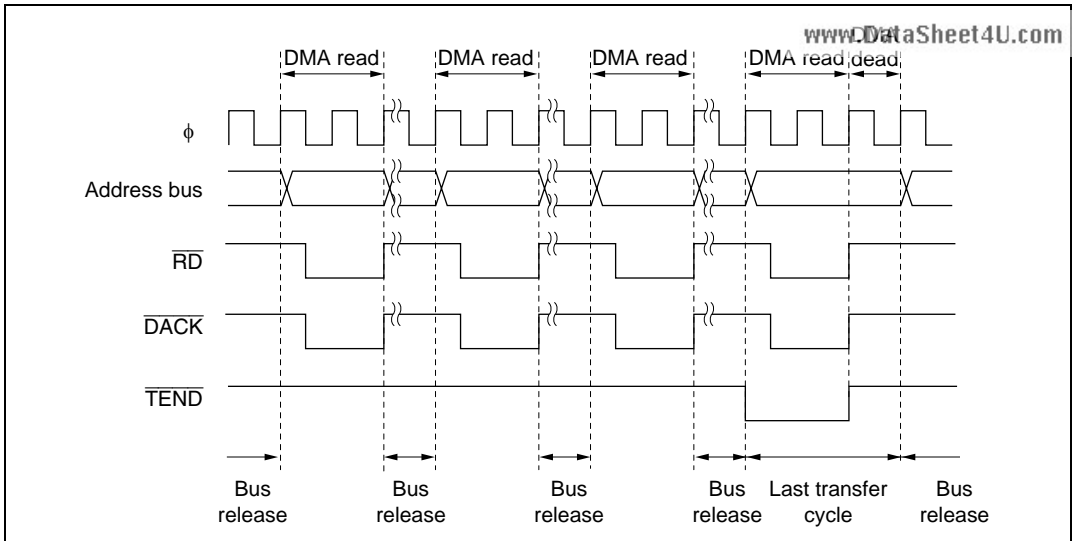 www.DataSheet4U.com
DMA
DMA read DMA read DMA read DMA read dead
φ
Address bus
RD
DACK
TEND
Bus release
Bus release
Bus release
Bus release
Last transfer cycle
Bus release